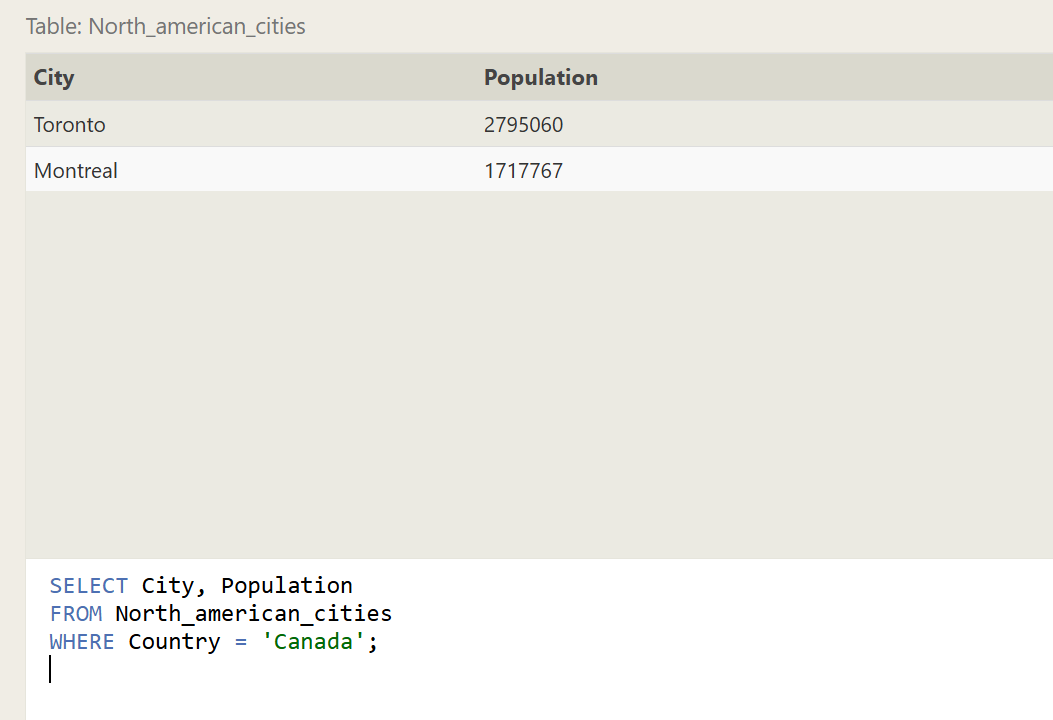 Table: North_american_cities
City Population
Toronto 2795060
Montreal 1717767
SELECT City, Population
FROM North_american_cities
WHERE Country = 'Canada';